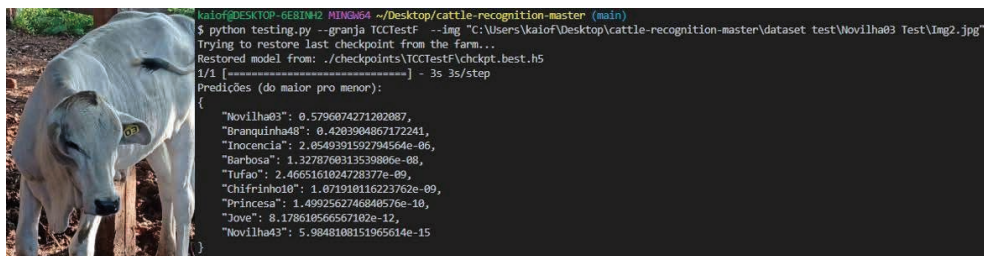 kaiof@DESKTOP-6E8INH2 MINGW64 ~/Desktop/cattle-recognition-master (main)
$ python testing.py --granja TCCTestF --img "C:\Users\kaiof\Desktop\cattle-recognition-master\dataset test\Novilha03 Test\Img2.jpg"
Trying to restore last checkpoint from the farm...
Restored model from: ./checkpoints\TCCTestF\chckpt.best.h5
1/1 [==============================] - 3s 3s/step
Predições (do maior pro menor):
{
"Novilha03": 0.5796074271202087,
"Branquinha48": 0.4203904867172241,
"Inocencia": 2.0549391592794564e-06,
"Barbosa": 1.3278760313539806e-08,
"Tufao": 2.4665161024728377e-09,
"Chifrinho10": 1.071910116223762e-09,
"Princesa": 1.4992562746840576e-10,
"Jove": 8.178610566567102e-12,
"Novilha43": 5.9848108151965614e-15
}
03